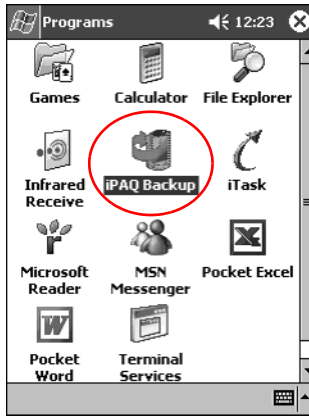 Programs 12:23
Games Calculator File Explorer
Infrared iPAQ Backup iTask
Receive
Microsoft MSN Pocket Excel
Reader Messenger
Pocket Terminal
Word Services